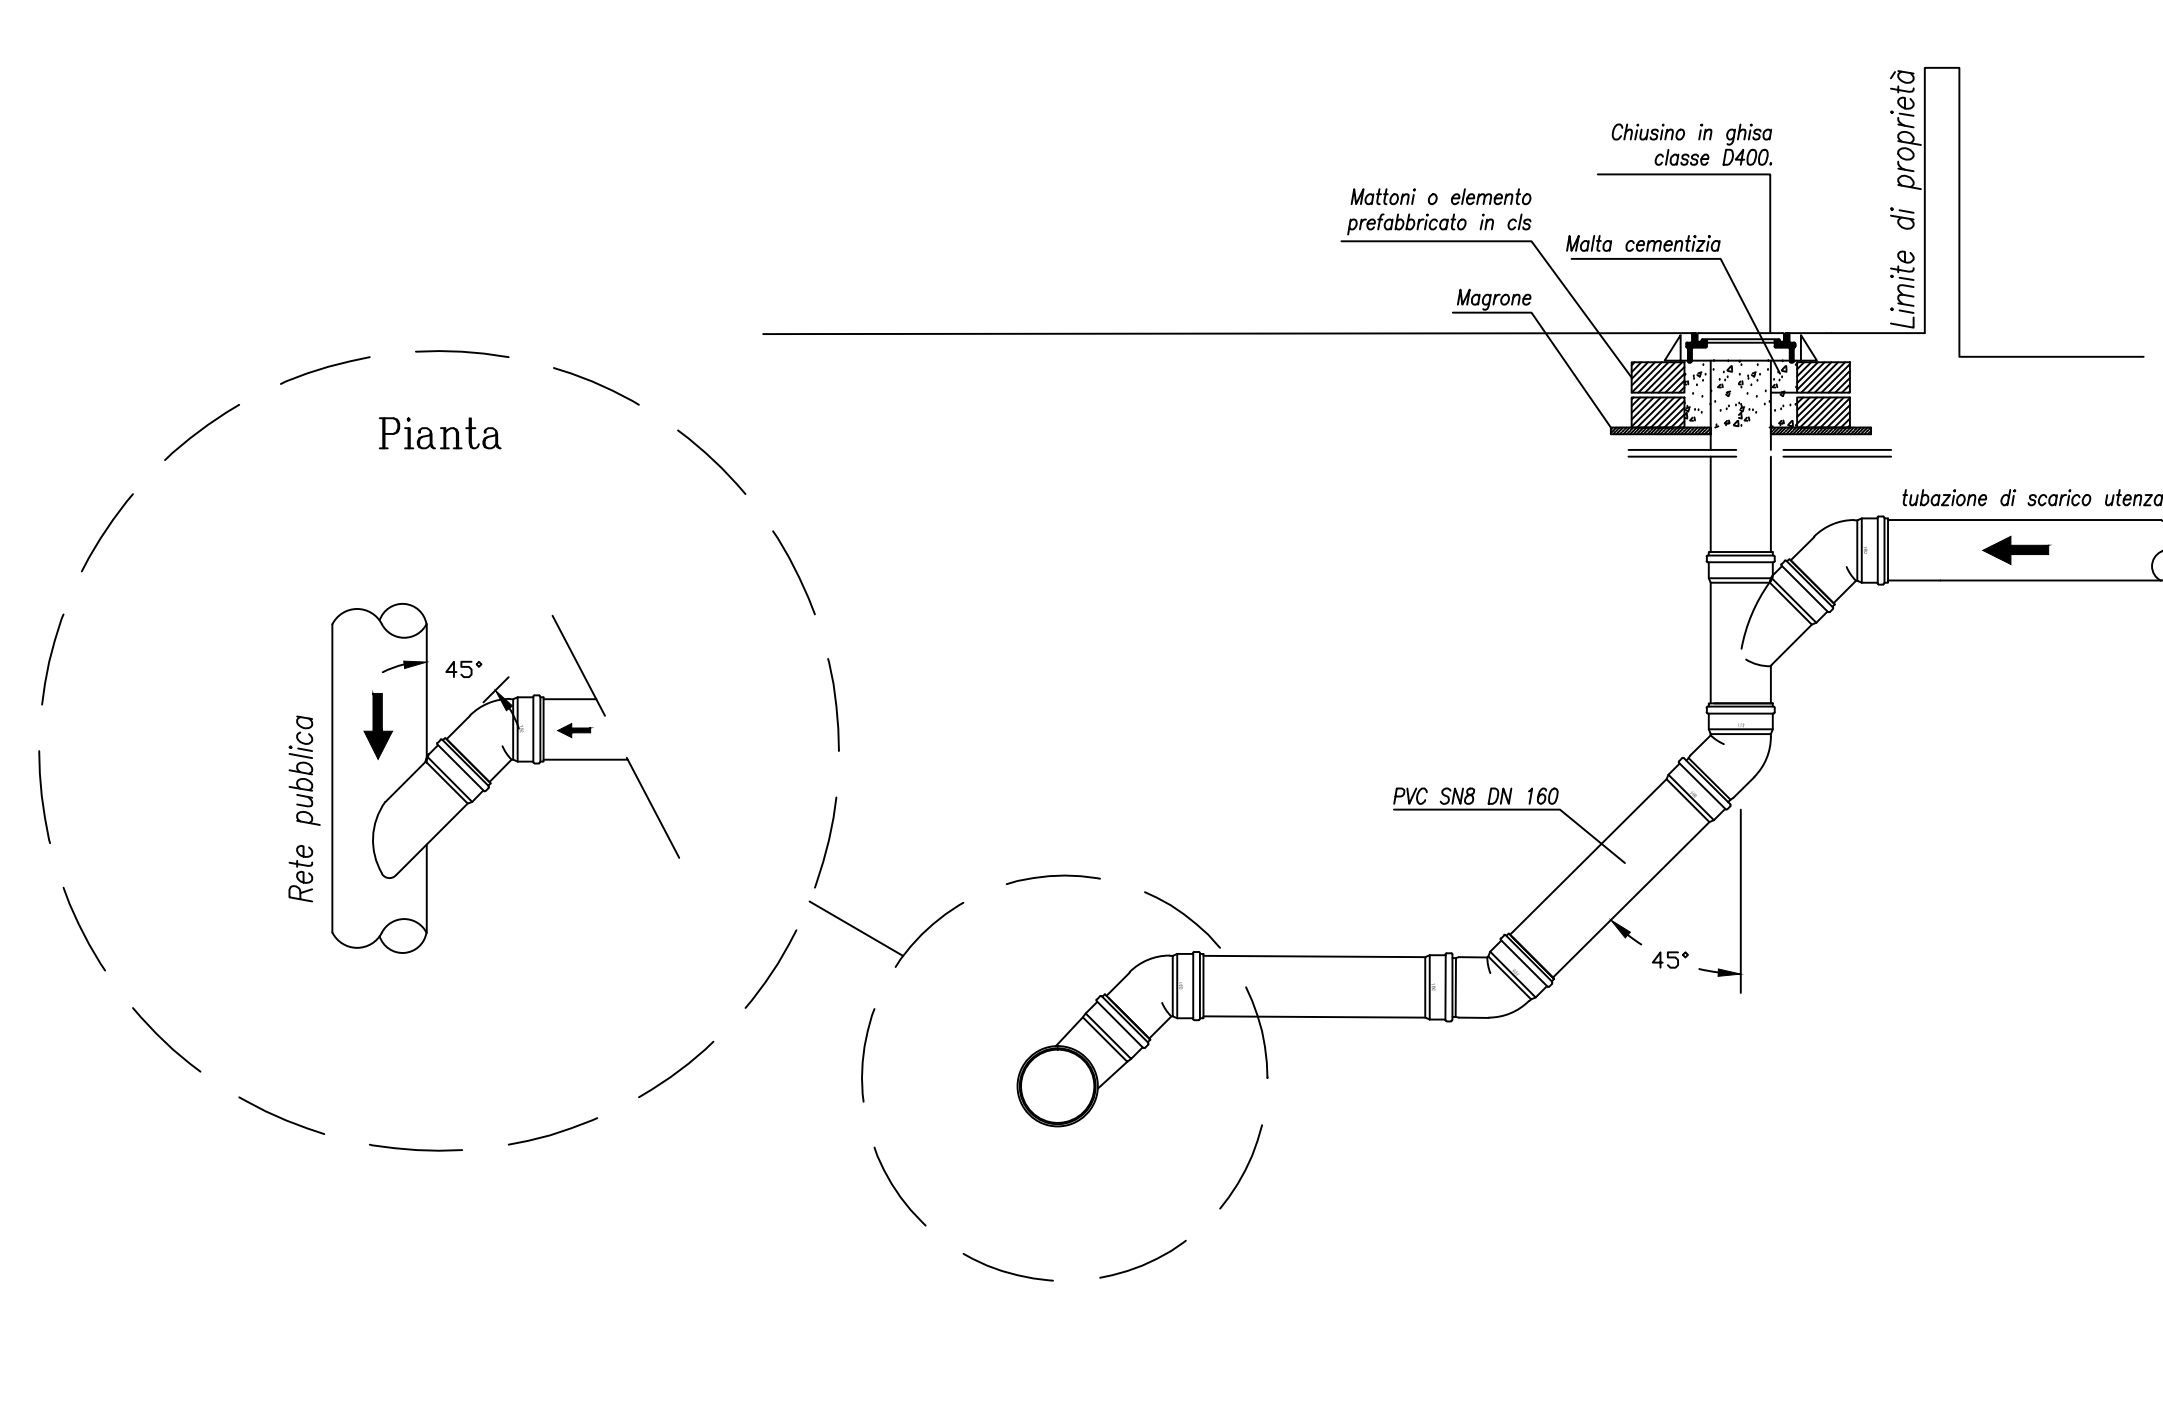 Chiusino in ghisa
classe D400.
Mattoni o elemento
prefabbricato in cls
Malta cementizia
Magrone
Limite di proprietà
Pianta
tubazione di scarico utenza
45°
Rete pubblica
PVC SN8 DN 160
45°